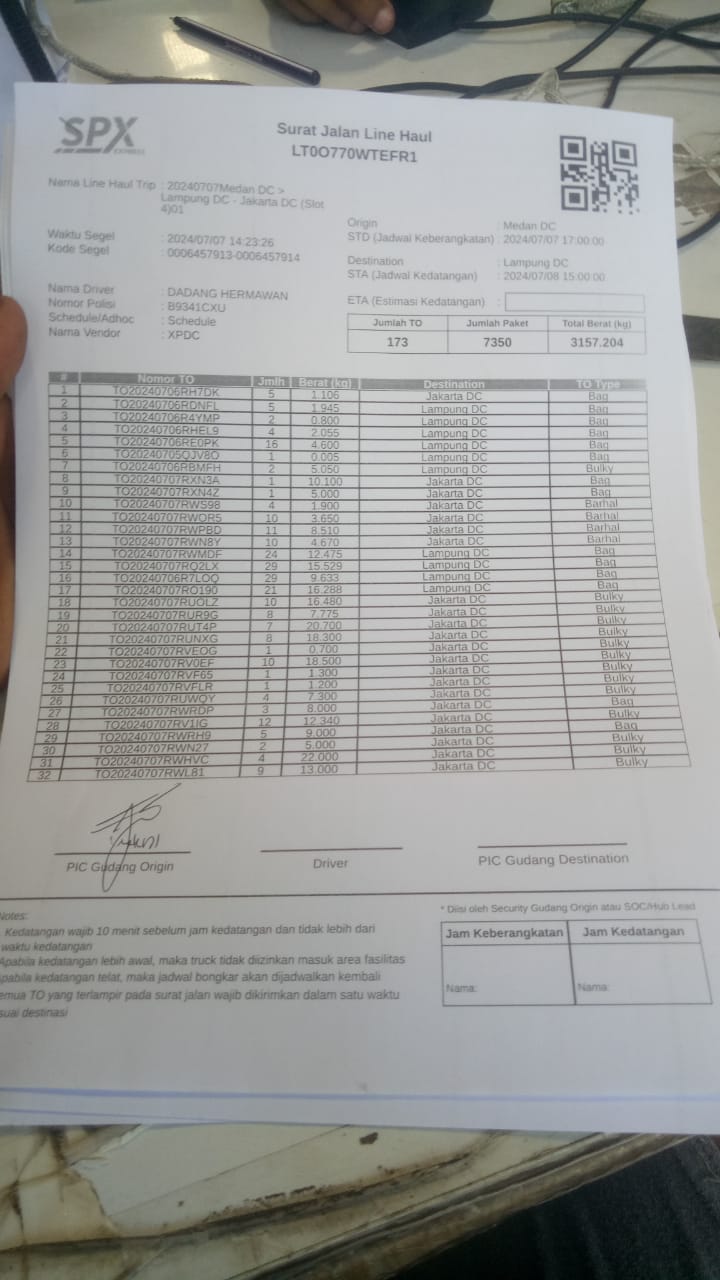 SPX
EXPRESS
Surat Jalan Line Haul
LT0O770WTEFR1
Nama Line Haul Trip : 20240707Medan DC >
Lampung DC - Jakarta DC (Slot
4)01
Waktu Segel : 2024/07/07 14:23:26
Kode Segel : 0006457913-0006457914
Nama Driver : DADANG HERMAWAN
Nomor Polisi : B9341CXU
Schedule/Adhoc : Schedule
Nama Vendor : XPDC
Origin : Medan DC
STD (Jadwal Keberangkatan) : 2024/07/07 17:00:00
Destination : Lampung DC
STA (Jadwal Kedatangan) : 2024/07/08 15:00:00
ETA (Estimasi Kedatangan) :
Jumlah TO Jumlah Paket Total Berat (kg)
173 7350 3157.204
# Nomor TO Jmlh Berat (kg) Destination TO Type
1 TO20240706RH7DK 5 1.106 Jakarta DC Bag
2 TO20240706RDNFL 5 1.945 Lampung DC Bag
3 TO20240706R4YMP 2 0.800 Lampung DC Bag
4 TO20240706RHEL9 4 2.055 Lampung DC Bag
5 TO20240706RE0PK 16 4.600 Lampung DC Bag
6 TO20240705QJV8O 1 0.005 Lampung DC Bag
7 TO20240706RBMFH 2 5.050 Lampung DC Bulky
8 TO20240707RXN3A 1 10.100 Jakarta DC Bag
9 TO20240707RXN4Z 1 5.000 Jakarta DC Bag
10 TO20240707RWS98 4 1.900 Jakarta DC Barhal
11 TO20240707RWOR5 10 3.650 Jakarta DC Barhal
12 TO20240707RWPBD 11 8.510 Jakarta DC Barhal
13 TO20240707RWN8Y 10 4.670 Jakarta DC Barhal
14 TO20240707RWMDF 24 12.475 Lampung DC Bag
15 TO20240707RQ2LX 29 15.529 Lampung DC Bag
16 TO20240706R7LOQ 29 9.633 Lampung DC Bag
17 TO20240707RO190 21 16.288 Lampung DC Bag
18 TO20240707RUOLZ 10 16.480 Jakarta DC Bulky
19 TO20240707RUR9G 8 7.775 Jakarta DC Bulky
20 TO20240707RUT4P 7 20.700 Jakarta DC Bulky
21 TO20240707RUNXG 8 18.300 Jakarta DC Bulky
22 TO20240707RVEOG 1 0.700 Jakarta DC Bulky
23 TO20240707RV0EF 10 18.500 Jakarta DC Bulky
24 TO20240707RVF65 1 1.300 Jakarta DC Bulky
25 TO20240707RVFLR 1 1.200 Jakarta DC Bulky
26 TO20240707RUWQY 4 7.300 Jakarta DC Bulky
27 TO20240707RWRDP 3 8.000 Jakarta DC Bag
28 TO20240707RV1IG 12 12.340 Jakarta DC Bulky
29 TO20240707RWRH9 5 9.000 Jakarta DC Bag
30 TO20240707RWN27 2 5.000 Jakarta DC Bulky
31 TO20240707RWHVC 4 22.000 Jakarta DC Bulky
32 TO20240707RWL81 9 13.000 Jakarta DC Bulky
PIC Gudang Origin Driver PIC Gudang Destination
Notes:
Kedatangan wajib 10 menit sebelum jam kedatangan dan tidak lebih dari
waktu kedatangan
Apabila kedatangan lebih awal, maka truck tidak diizinkan masuk area fasilitas
pabila kedatangan telat, maka jadwal bongkar akan dijadwalkan kembali
emua TO yang terlampir pada surat jalan wajib dikirimkan dalam satu waktu
suai destinasi
* Diisi oleh Security Gudang Origin atau SOC/Hub Lead
Jam Keberangkatan Jam Kedatangan
Nama: Nama: